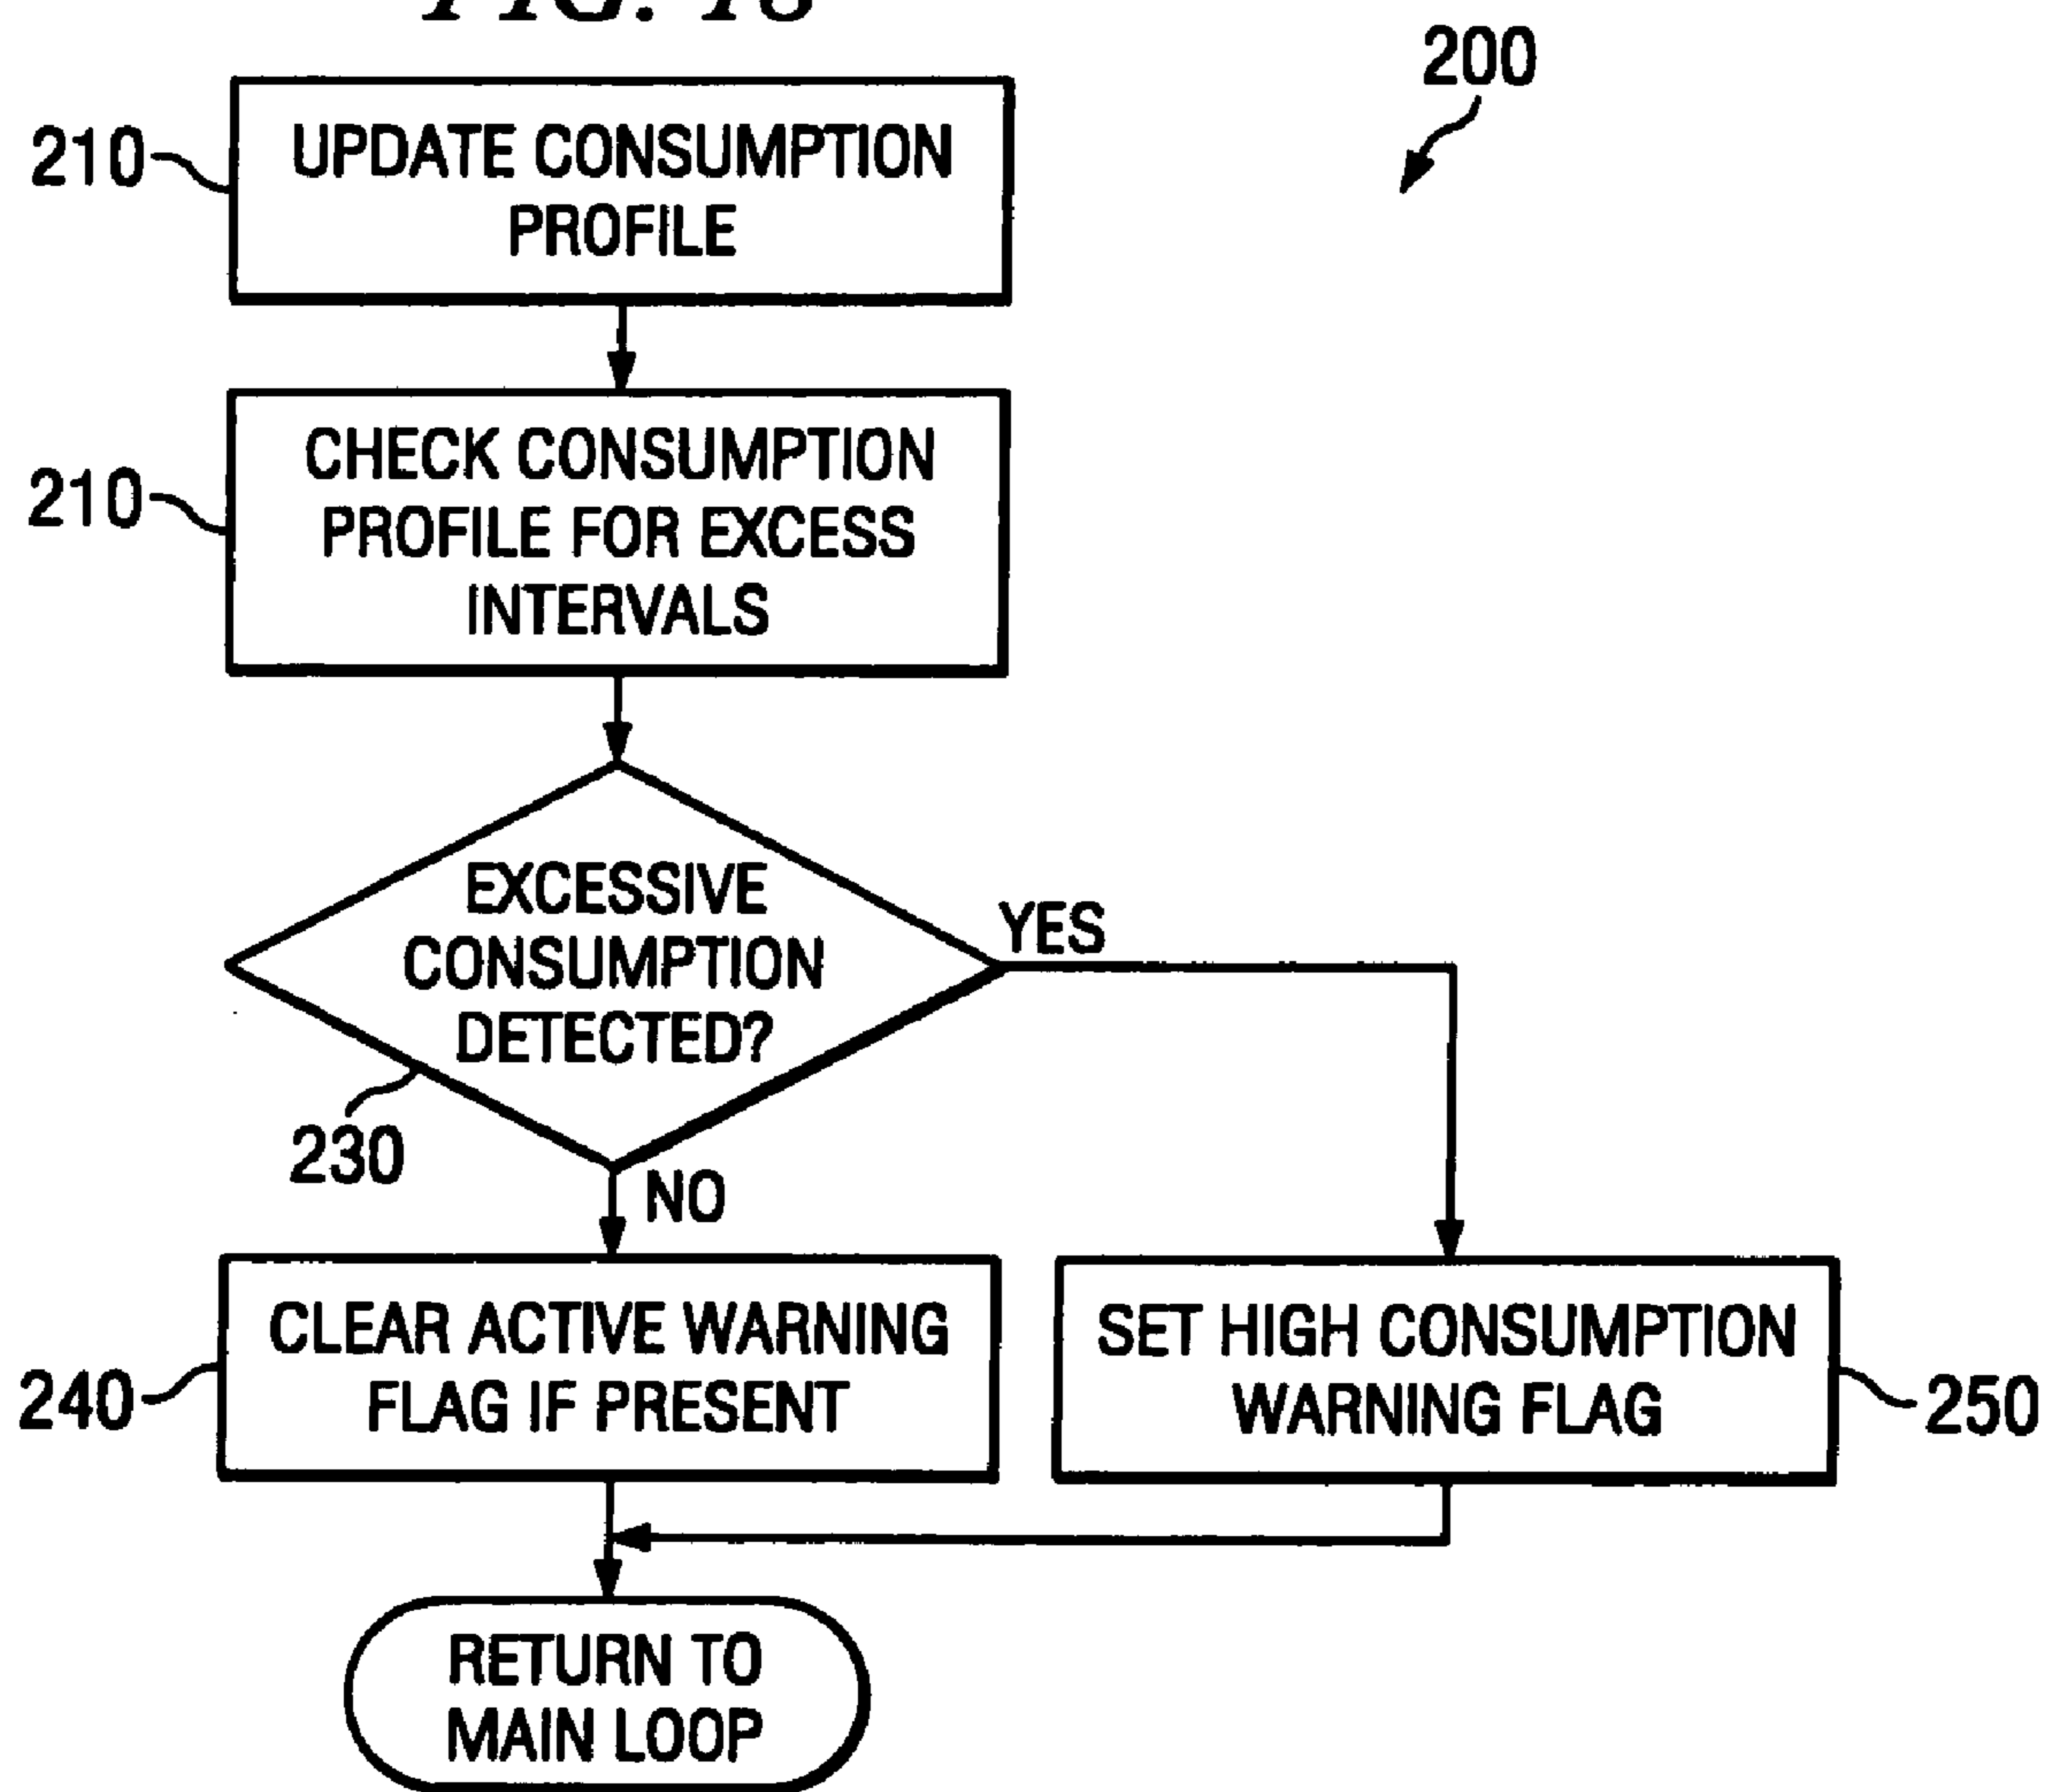 200
210
UPDATE CONSUMPTION
PROFILE
210
CHECK CONSUMPTION
PROFILE FOR EXCESS
INTERVALS
EXCESSIVE
CONSUMPTION
DETECTED?
YES
230
NO
240
CLEAR ACTIVE WARNING
FLAG IF PRESENT
SET HIGH CONSUMPTION
WARNING FLAG
250
RETURN TO
MAIN LOOP